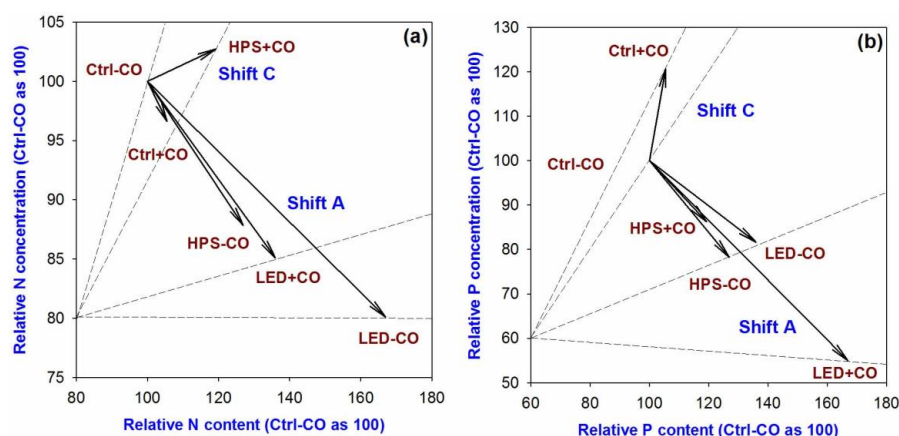 (a)
HPS+CO
Shift C
Ctrl-CO
Ctrl+CO
Shift A
HPS-CO
LED+CO
LED-CO
105
100
95
90
85
80
75
80
100
120
140
160
180
Relative N concentration (Ctrl-CO as 100)
Relative N content (Ctrl-CO as 100)
(b)
Ctrl+CO
Shift C
Ctrl-CO
HPS+CO
LED-CO
HPS-CO
Shift A
LED+CO
130
120
110
100
90
80
70
60
50
60
80
100
120
140
160
180
Relative P concentration (Ctrl-CO as 100)
Relative P content (Ctrl-CO as 100)